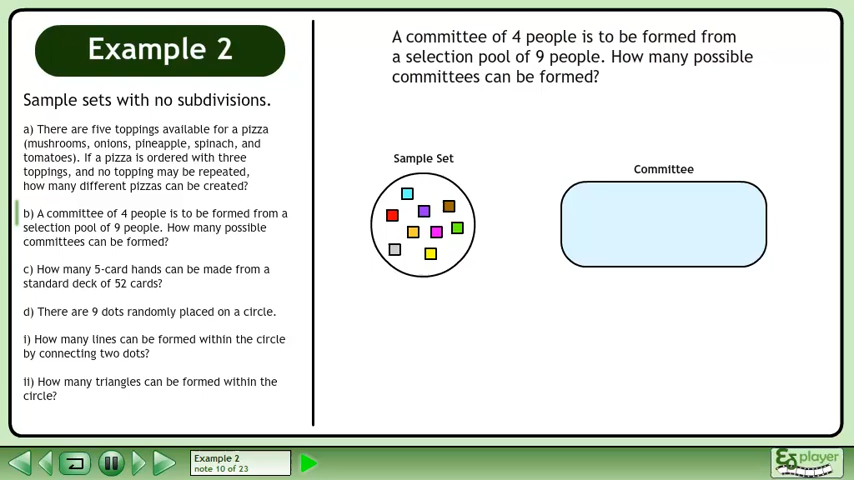 Example 2
Sample sets with no subdivisions.
a) There are five toppings available for a pizza
(mushrooms, onions, pineapple, spinach, and
tomatoes). If a pizza is ordered with three
toppings, and no topping may be repeated,
how many different pizzas can be created?
b) A committee of 4 people is to be formed from a
selection pool of 9 people. How many possible
committees can be formed?
c) How many 5-card hands can be made from a
standard deck of 52 cards?
d) There are 9 dots randomly placed on a circle.
i) How many lines can be formed within the circle
by connecting two dots?
ii) How many triangles can be formed within the
circle?
A committee of 4 people is to be formed from
a selection pool of 9 people. How many possible
committees can be formed?
Sample Set
Committee
Example 2
note 10 of 23
player